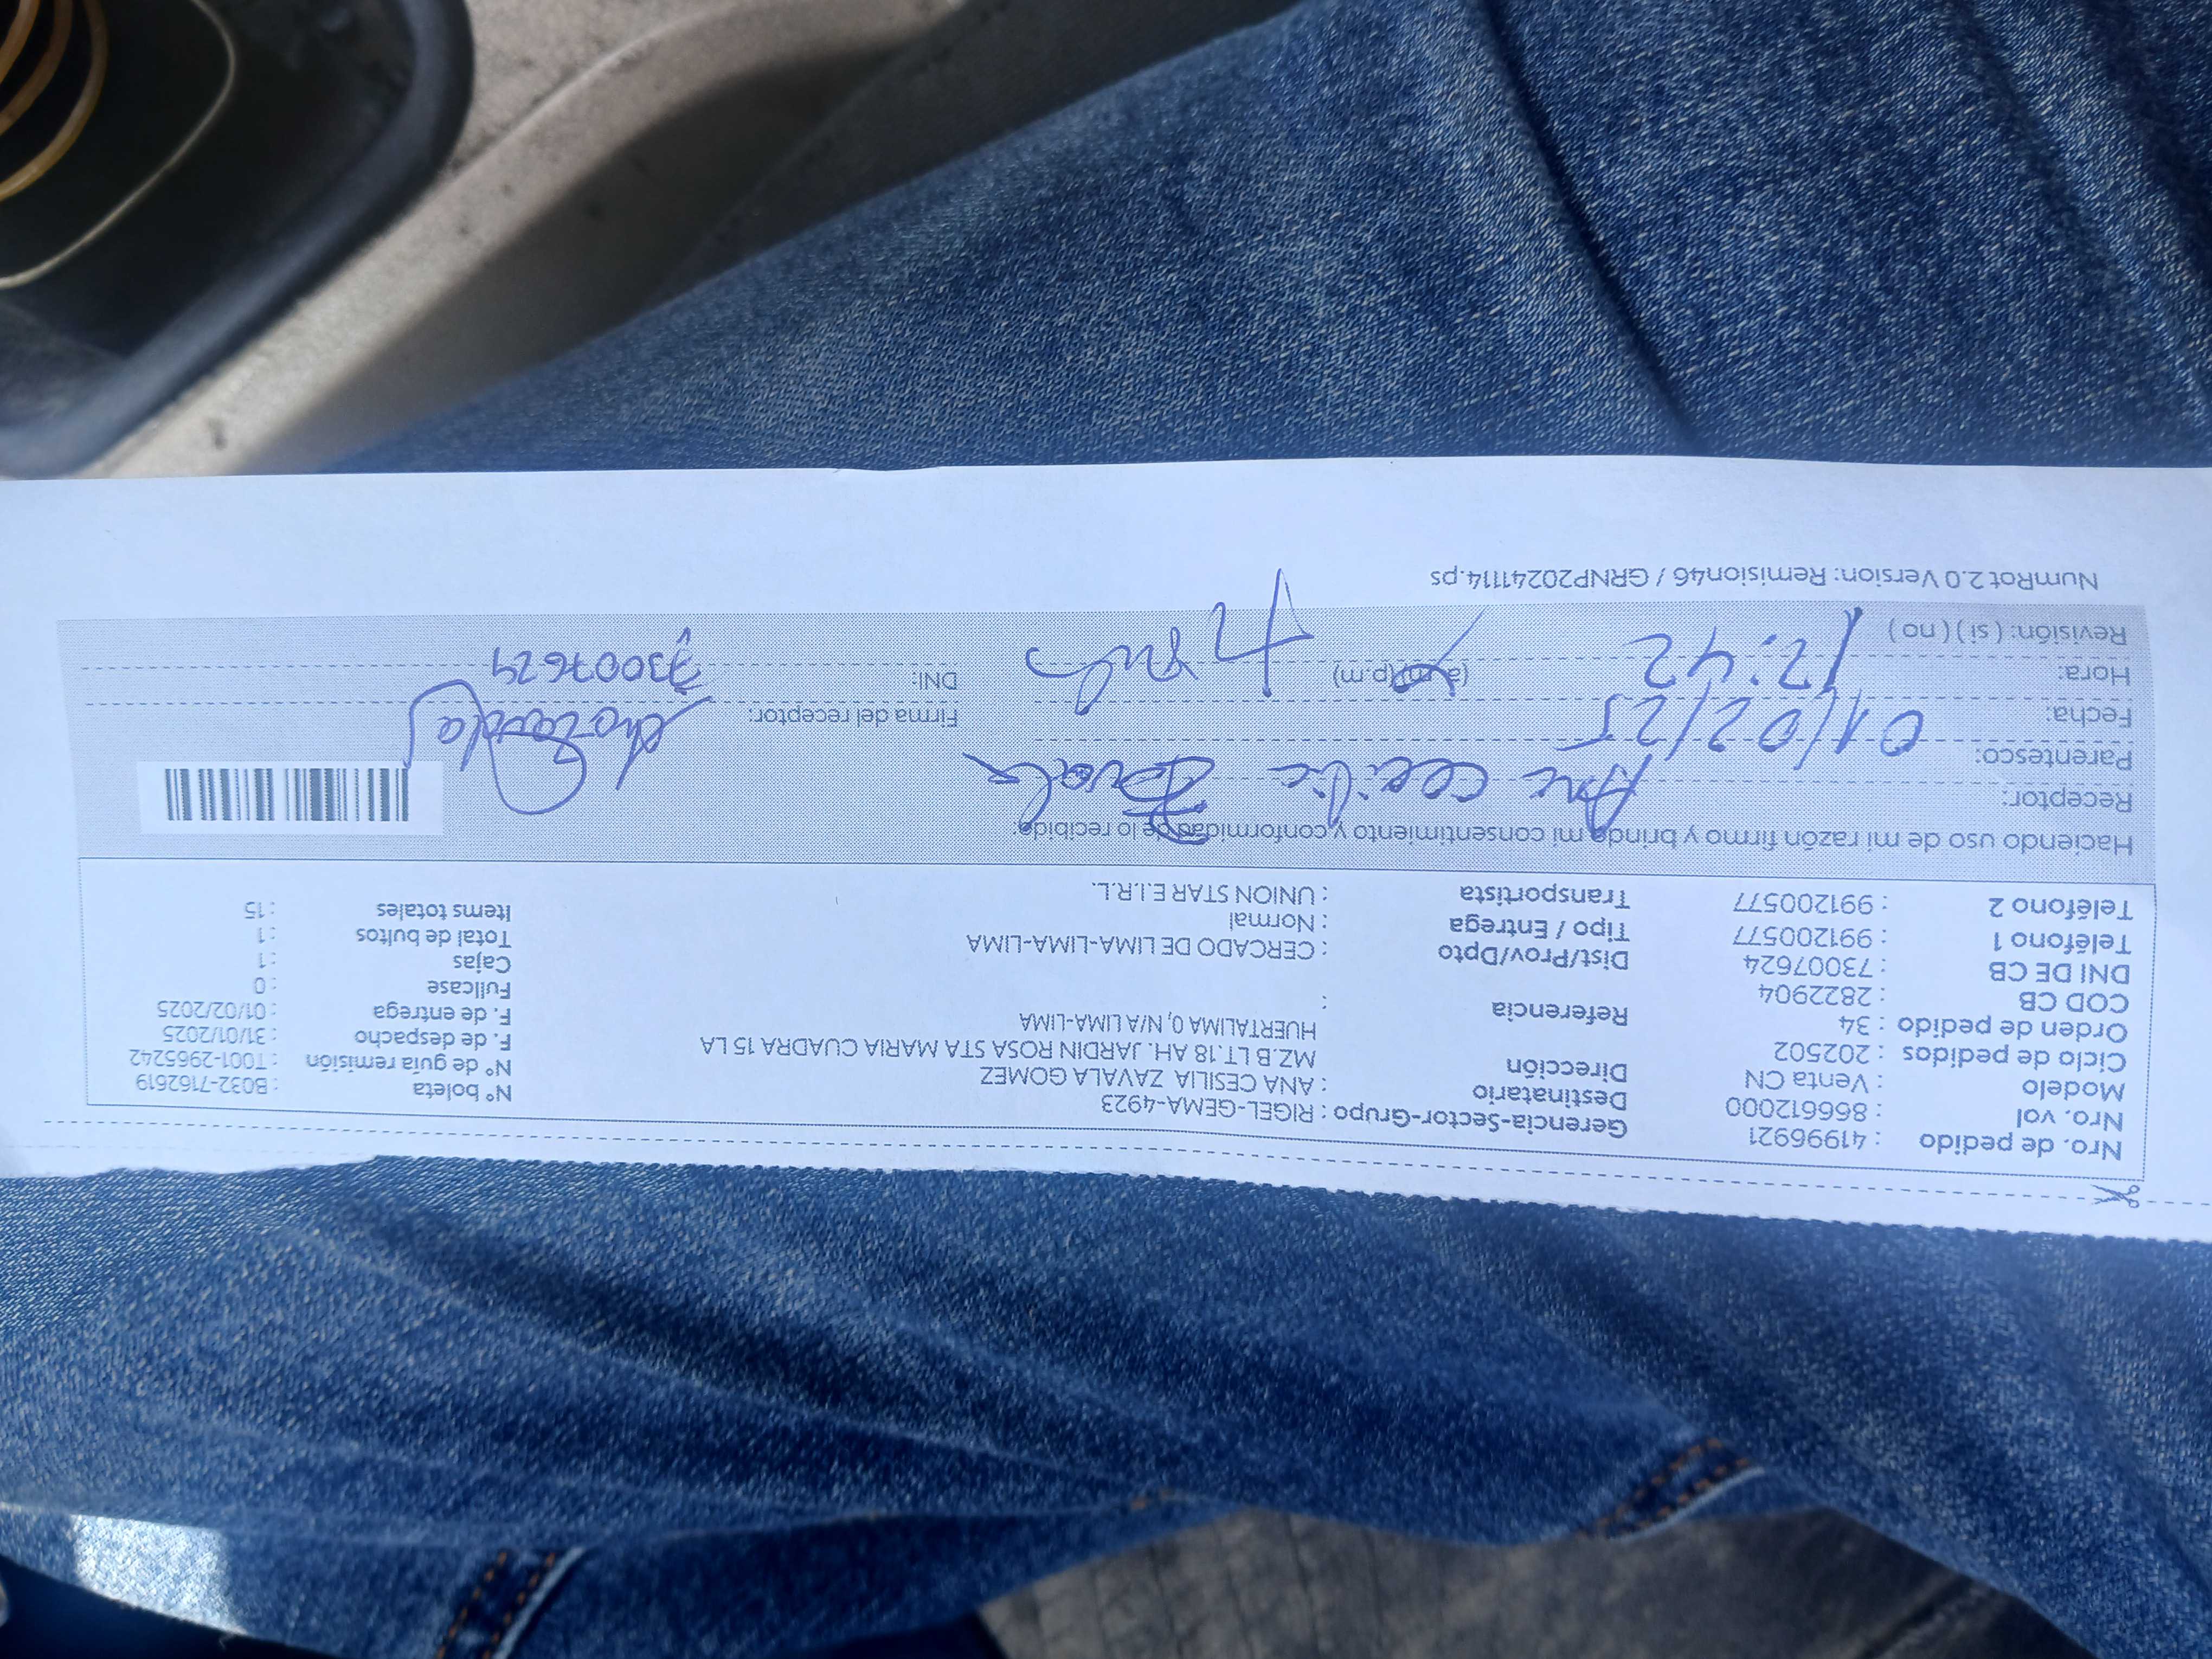 Nro. de pedido : 41996921
Nro. vol : 866612000
Modelo : Venta CN
Ciclo de pedidos : 202502
Orden de pedido : 34
COD CB : 2822904
DNI DE CB : 73007624
Teléfono 1 : 991200577
Teléfono 2 : 991200577
Gerencia-Sector-Grupo : RIGEL-GEMA-4923
Destinatario : ANA CESILIA ZAVALA GOMEZ
Dirección MZ.B LT.18 AH. JARDIN ROSA STA MARIA CUADRA 15 LA
HUERTALIMA 0, N/A LIMA-LIMA
Referencia :
Dist/Prov/Dpto : CERCADO DE LIMA-LIMA-LIMA
Tipo / Entrega : Normal
Transportista : UNION STAR E.I.R.L.
N° boleta : B032-7162619
N° de guía remisión : T001-2965242
F. de despacho : 31/01/2025
F. de entrega : 01/02/2025
Fullcase : 0
Cajas : 1
Total de bultos : 1
Items totales : 15
Haciendo uso de mi razón firmo y brinda mi consentimiento y conformidad de lo recibido:
Receptor: Ana Cecilia Zavala
Parentesco:
Fecha: 01/02/25
Hora: 12:42 (a.m)(p.m)
Revisión: ( si ) ( no )
Firma del receptor:
DNI: 73007624
NumRot 2.0 Version: Remision46 / GRNP20241114.ps